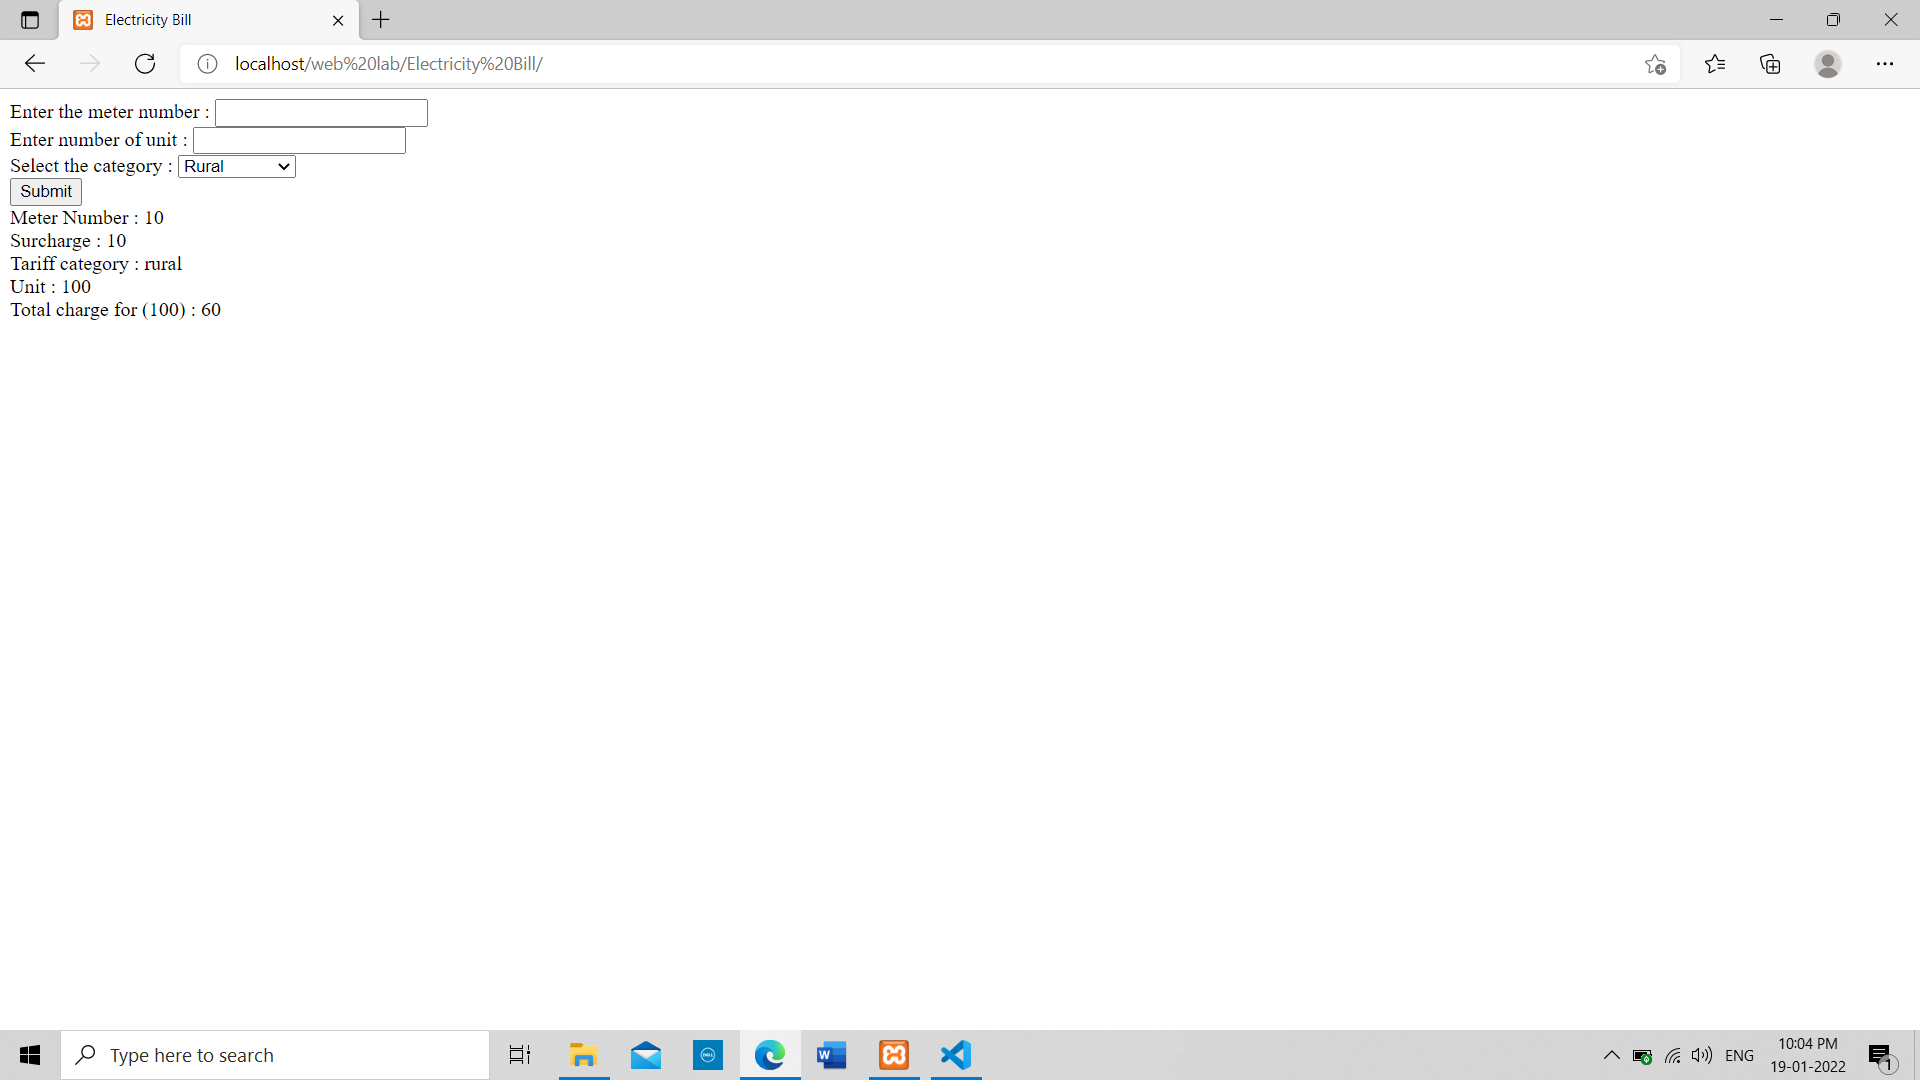 Electricity Bill
localhost/web%20lab/Electricity%20Bill/
Enter the meter number :
Enter number of unit :
Select the category : Rural
Submit
Meter Number : 10
Surcharge : 10
Tariff category : rural
Unit : 100
Total charge for (100) : 60
Type here to search
DELL
W
ENG
10:04 PM
19-01-2022
1